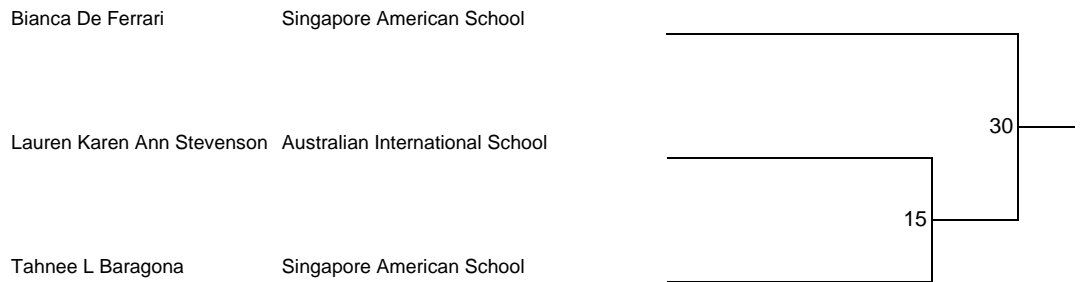 Bianca De Ferrari Singapore American School
30
Lauren Karen Ann Stevenson Australian International School
15
Tahnee L Baragona Singapore American School